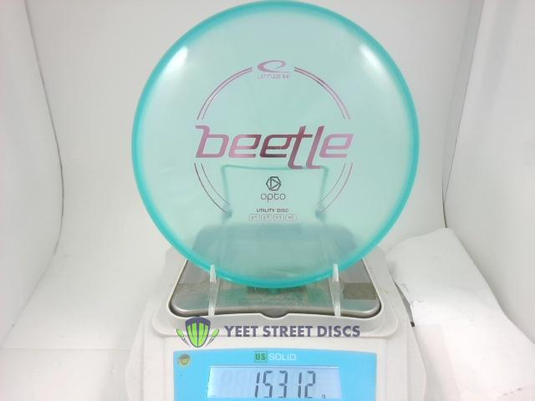 LATITUDE 64°
beetle
opto
UTILITY DISC
YEET STREET DISCS
US SOLID
153.12 g